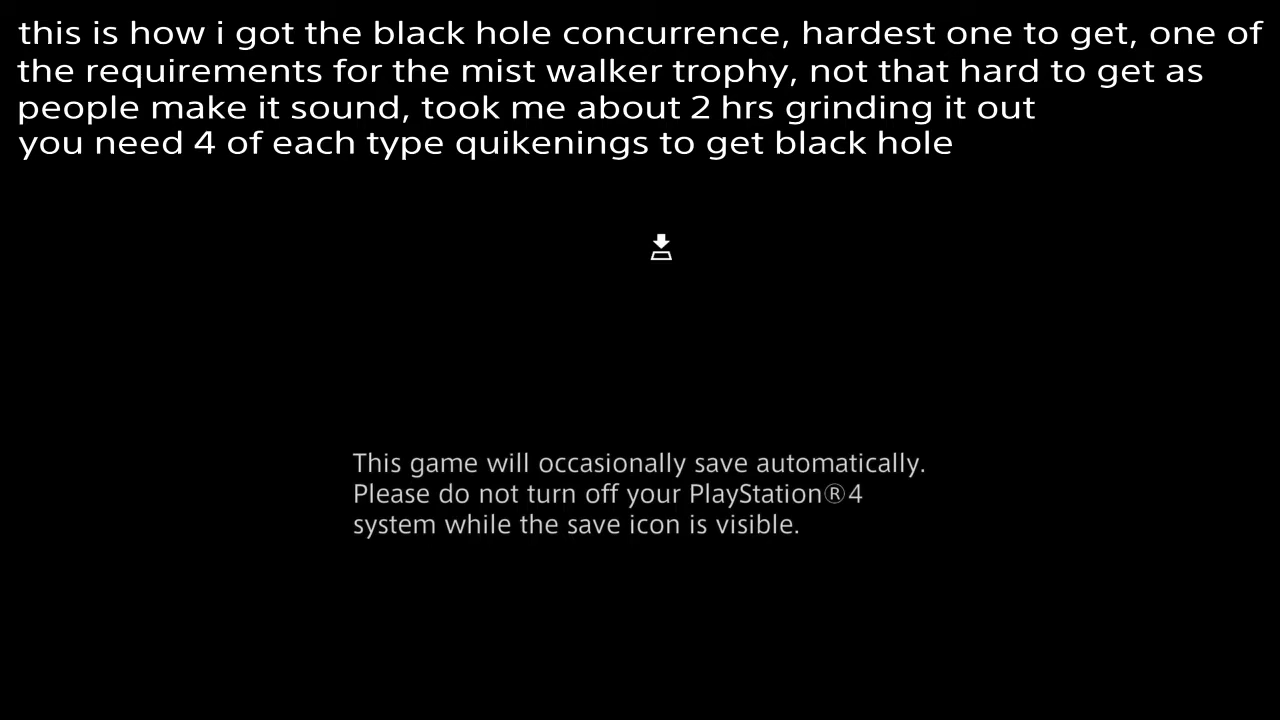 this is how i got the black hole concurrence, hardest one to get, one of
the requirements for the mist walker trophy, not that hard to get as
people make it sound, took me about 2 hrs grinding it out
you need 4 of each type quikenings to get black hole
This game will occasionally save automatically.
Please do not turn off your PlayStation®4
system while the save icon is visible.